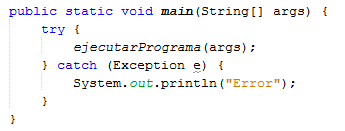 public static void main(String[] args) {
    try {
        ejecutarPrograma(args);
    } catch (Exception e) {
        System.out.println("Error");
    }
}